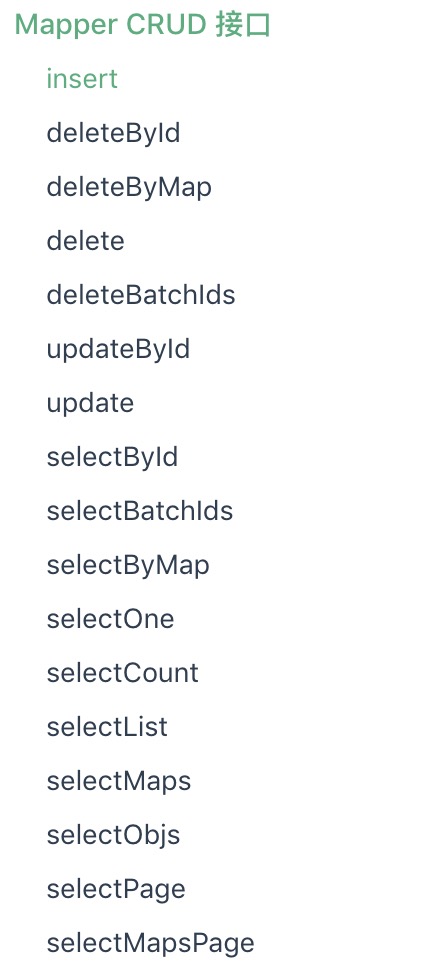 Mapper CRUD 接口
insert
deleteById
deleteByMap
delete
deleteBatchIds
updateById
update
selectById
selectBatchIds
selectByMap
selectOne
selectCount
selectList
selectMaps
selectObjs
selectPage
selectMapsPage